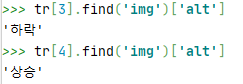 >>> tr[3].find('img')['alt']
'하락'
>>> tr[4].find('img')['alt']
'상승'